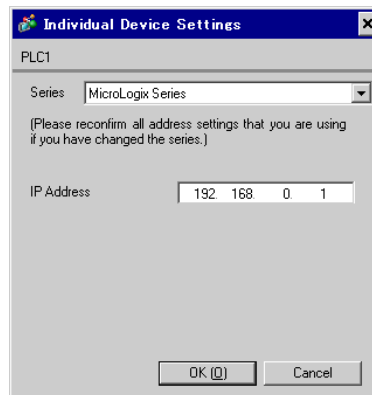 Individual Device Settings
PLC1
Series MicroLogix Series
(Please reconfirm all address settings that you are using
if you have changed the series.)
IP Address 192. 168. 0. 1
OK (O) Cancel